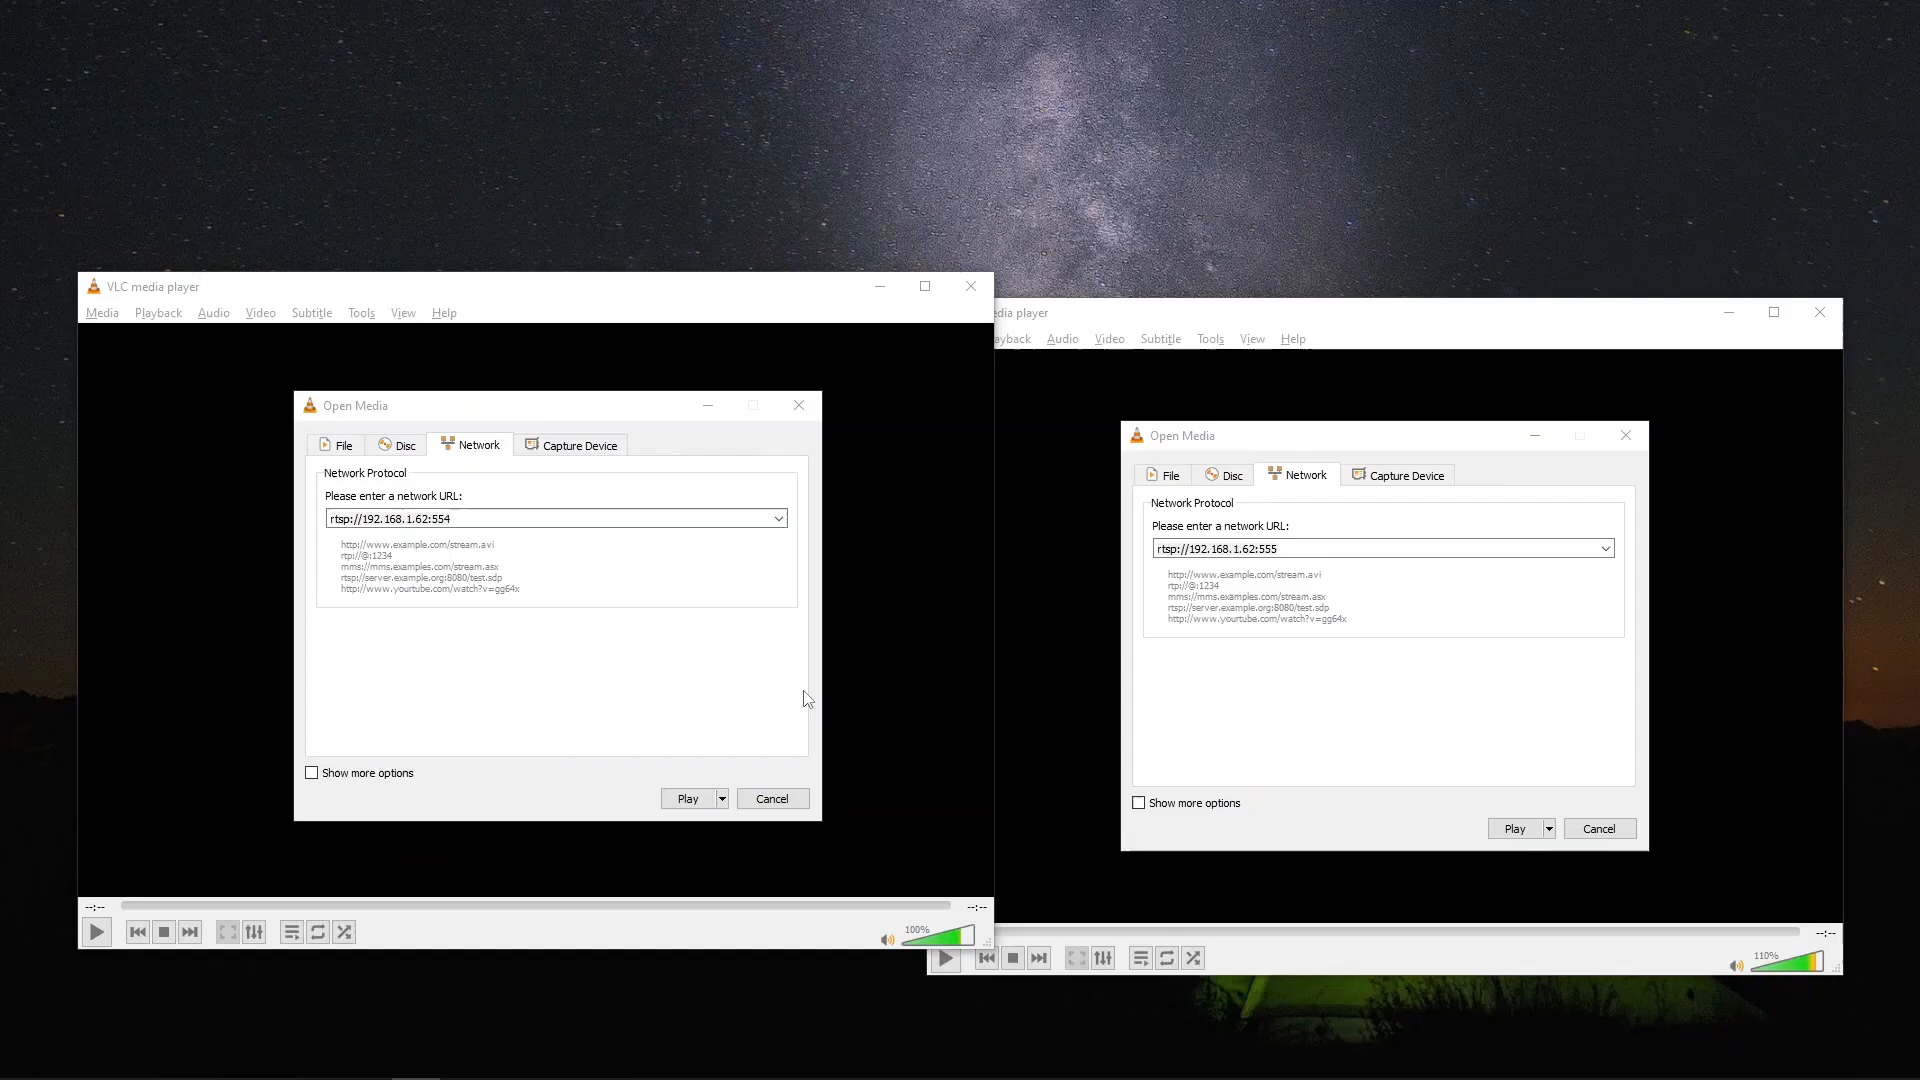 VLC media player
Media Playback Audio Video Subtitle Tools View Help
Open Media
File Disc Network Capture Device
Network Protocol
Please enter a network URL:
rtsp://192.168.1.62:554
http://www.example.com/stream.avi
rtp://@:1234
mms://mms.examples.com/stream.asx
rtsp://server.example.org:8080/test.sdp
http://www.yourtube.com/watch?v=gg64x
Show more options
Play Cancel
--:-- --:--
100%
edia player
ayback Audio Video Subtitle Tools View Help
Open Media
File Disc Network Capture Device
Network Protocol
Please enter a network URL:
rtsp://192.168.1.62:555
http://www.example.com/stream.avi
rtp://@:1234
mms://mms.examples.com/stream.asx
rtsp://server.example.org:8080/test.sdp
http://www.yourtube.com/watch?v=gg64x
Show more options
Play Cancel
--:--
110%